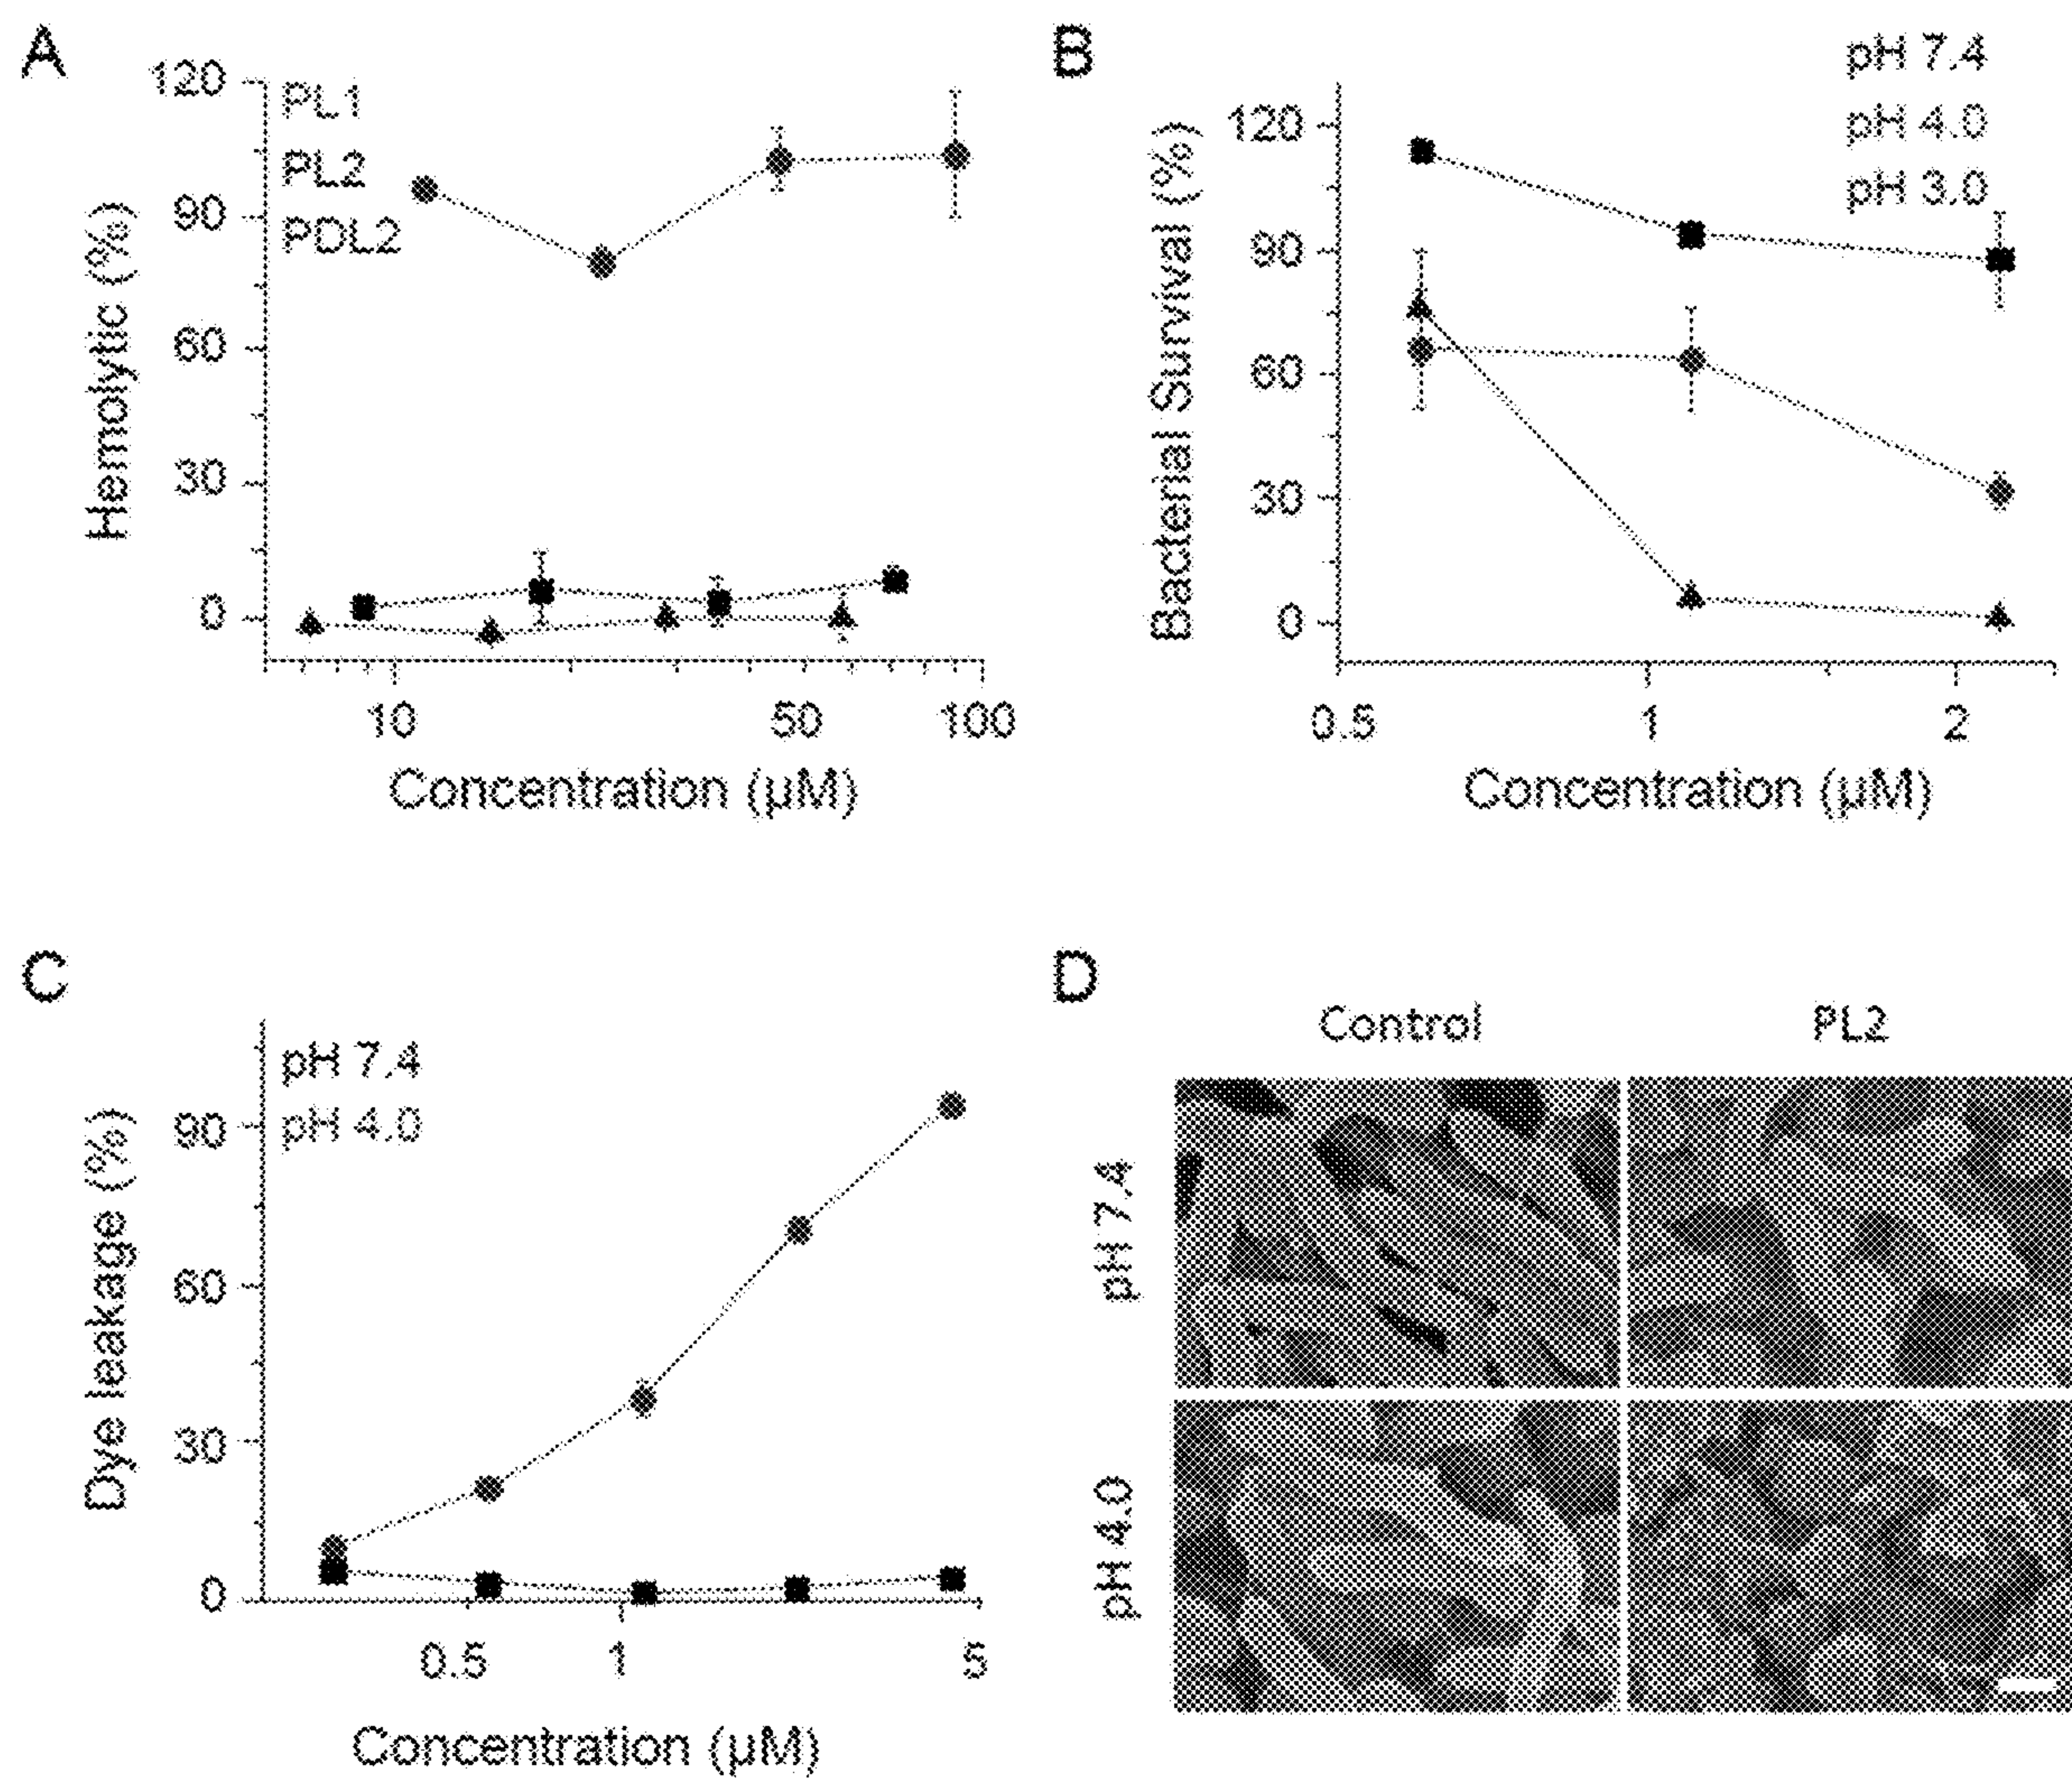 A
120
90
60
30
0
Hemolytic (%)
PL1
PL2
PDL2
10
50
100
Concentration (µM)
B
120
90
60
30
0
Bacterial Survival (%)
pH 7.4
pH 4.0
pH 3.0
0.5
1
2
Concentration (µM)
C
90
60
30
0
Dye leakage (%)
pH 7.4
pH 4.0
0.5
1
5
Concentration (µM)
D
Control
PL2
pH 7.4
pH 4.0